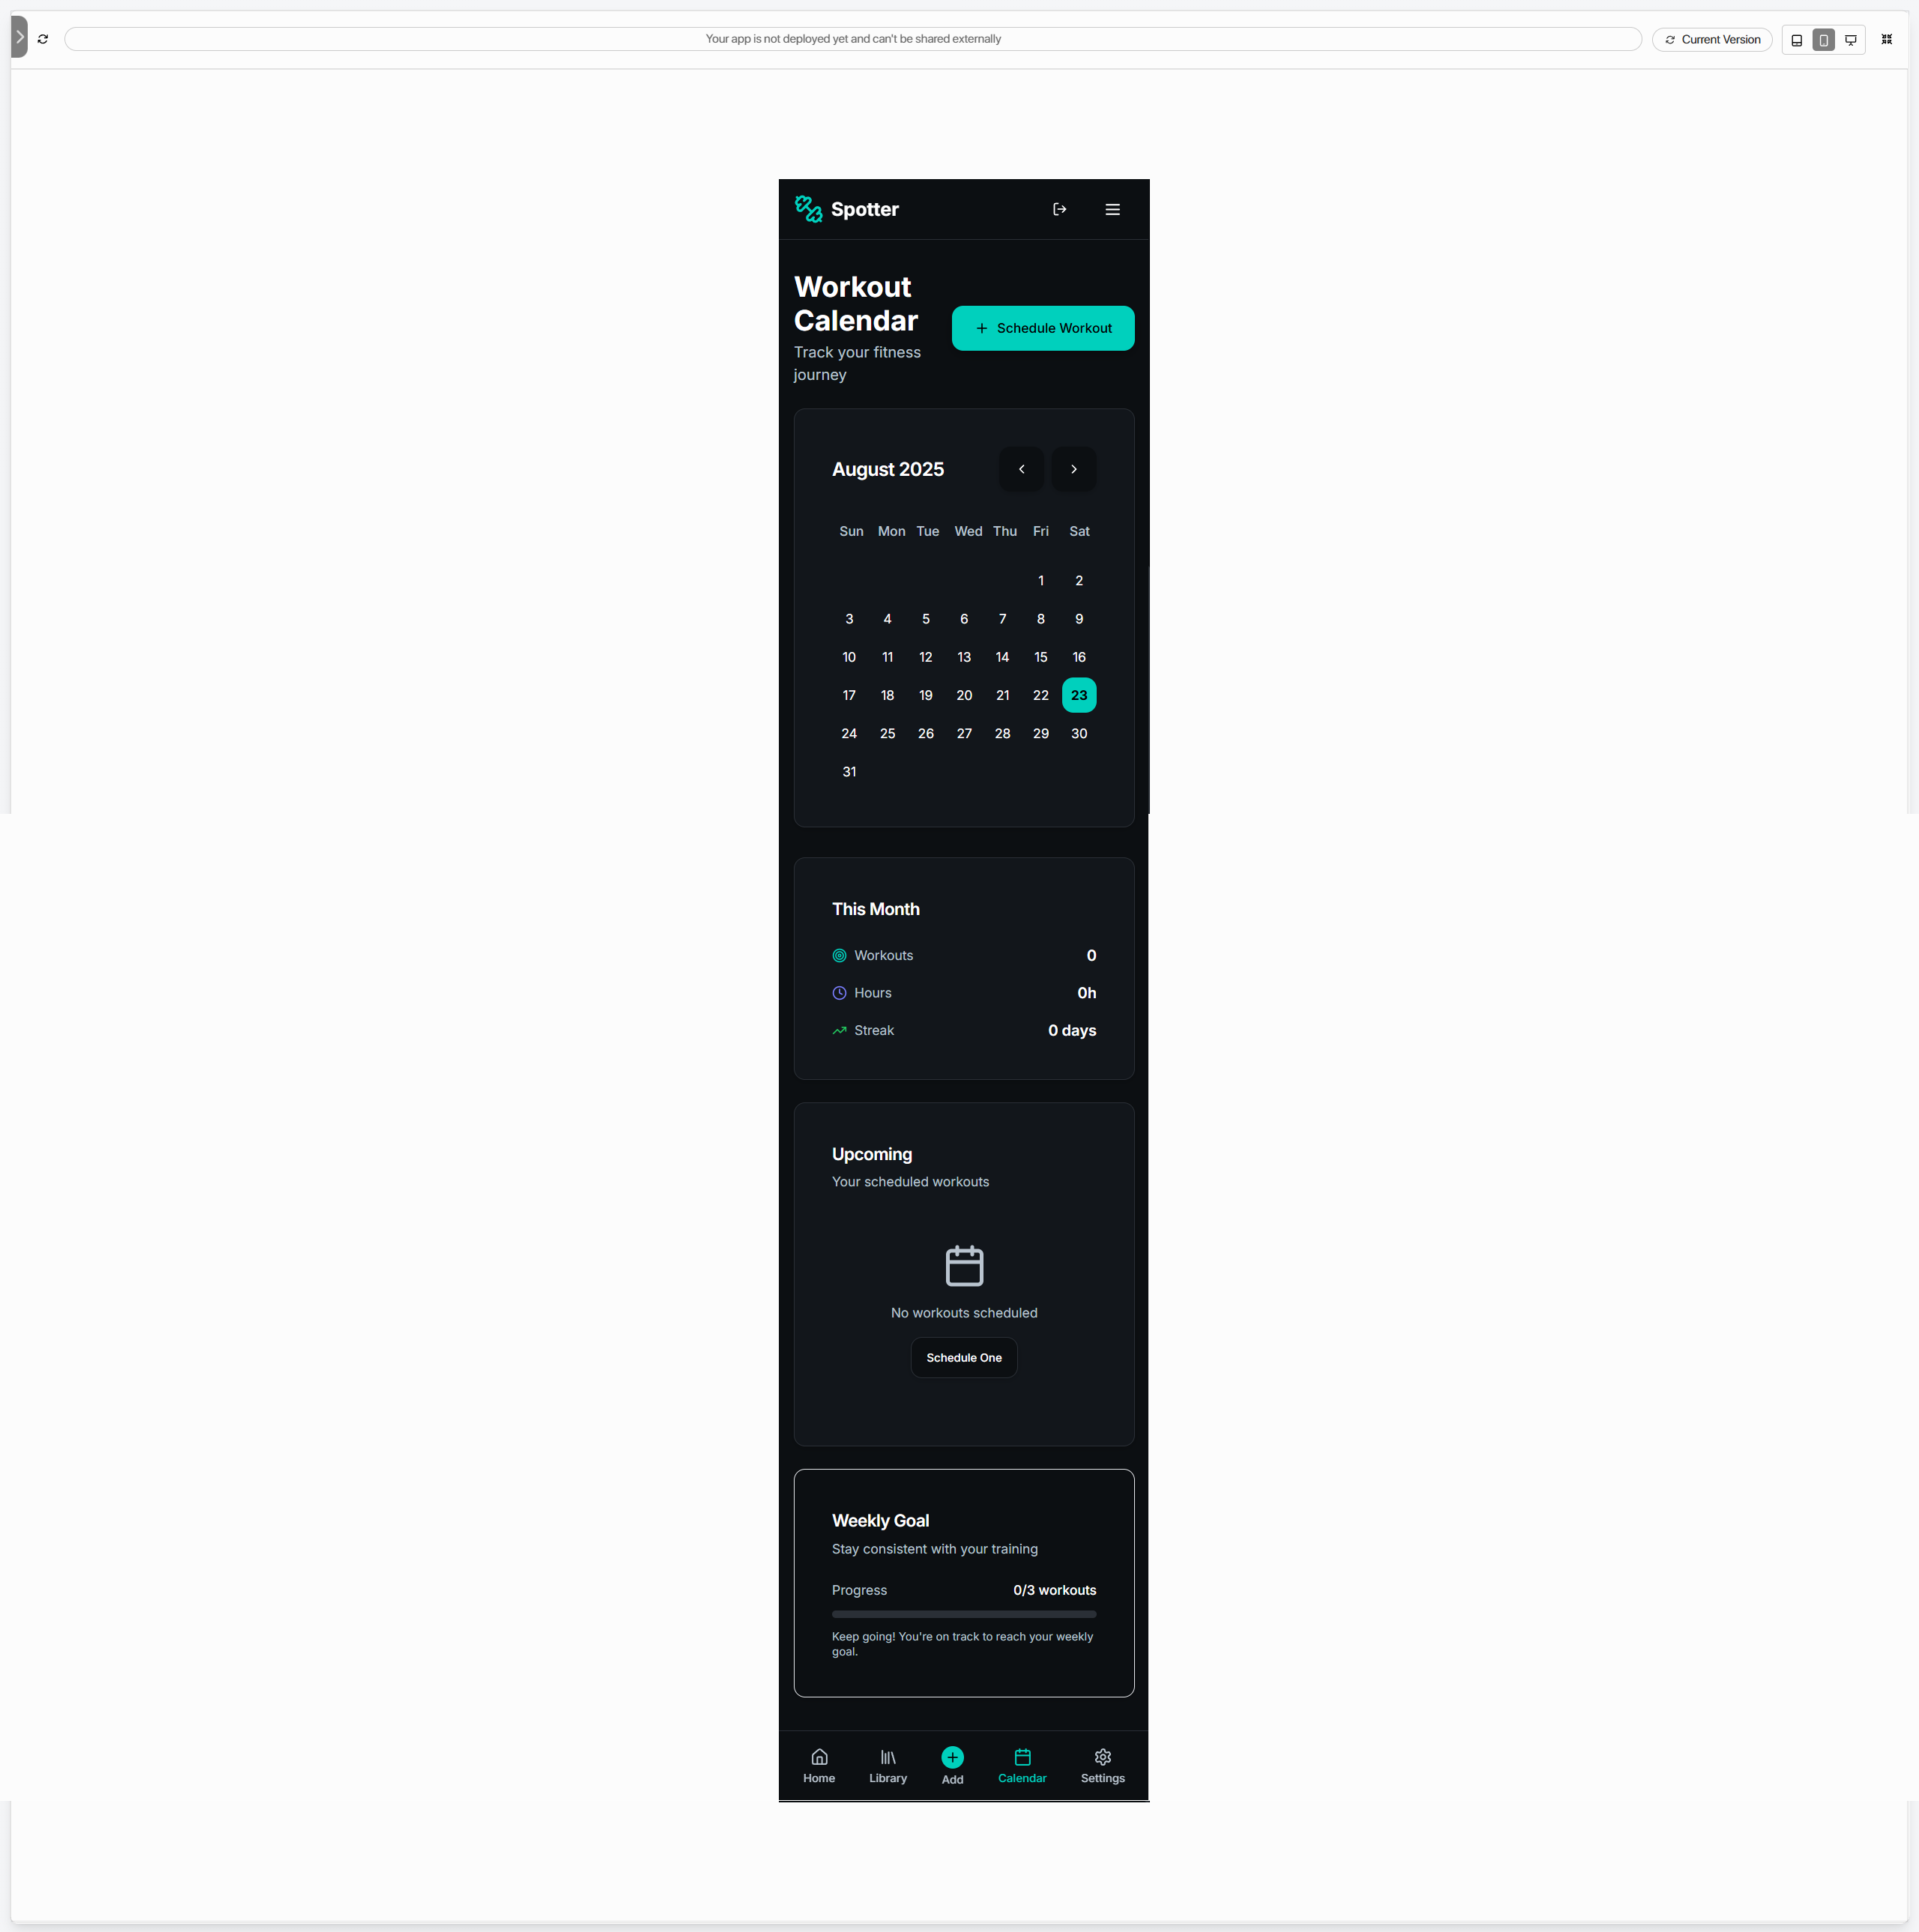 Your app is not deployed yet and can't be shared externally
Current Version
Spotter
Workout
Calendar
Track your fitness
journey
Schedule Workout
August 2025
Sun Mon Tue Wed Thu Fri Sat
1 2
3 4 5 6 7 8 9
10 11 12 13 14 15 16
17 18 19 20 21 22 23
24 25 26 27 28 29 30
31
This Month
Workouts 0
Hours 0h
Streak 0 days
Upcoming
Your scheduled workouts
No workouts scheduled
Schedule One
Weekly Goal
Stay consistent with your training
Progress 0/3 workouts
Keep going! You're on track to reach your weekly
goal.
Home Library Add Calendar Settings